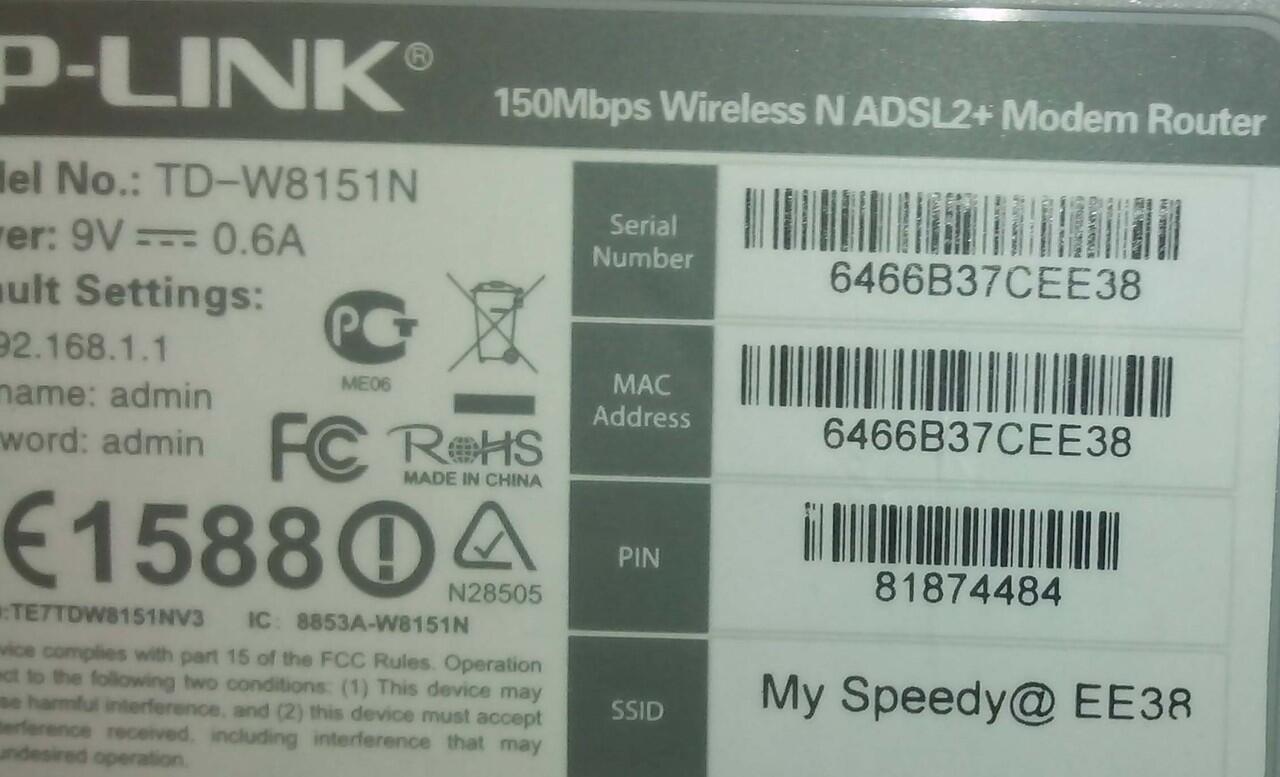 P-LINK®
150Mbps Wireless N ADSL2+ Modem Router
del No.: TD-W8151N
er: 9V ⎓ 0.6A
ault Settings:
92.168.1.1
name: admin
word: admin
ME06
FC
RoHS
MADE IN CHINA
CE1588
N28505
:TE7TDW8151NV3 IC: 8853A-W8151N
vice complies with part 15 of the FCC Rules. Operation
ct to the following two conditions: (1) This device may
se harmful interference, and (2) this device must accept
terference received, including interference that may
undesired operation.
Serial
Number
6466B37CEE38
MAC
Address
6466B37CEE38
PIN
81874484
SSID
My Speedy@ EE38